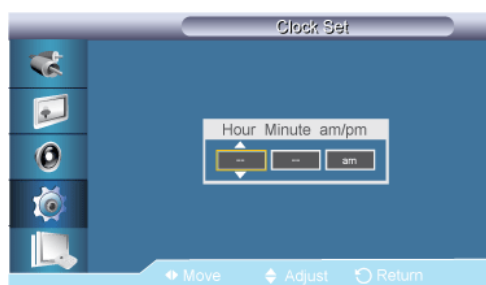 Clock Set
Hour Minute am/pm
-- -- am
Move Adjust Return